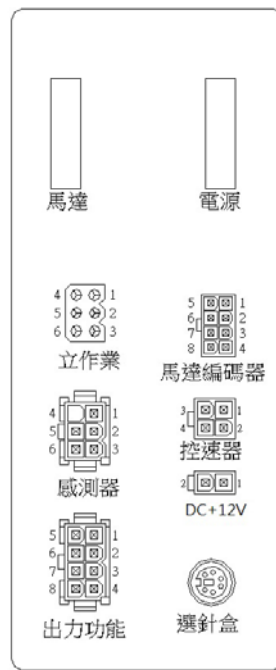 馬達 電源
4 1
5 2
6 3
立作業
5 1
6 2
7 3
8 4
馬達編码器
4 1
5 2
6 3
感測器
3 1
4 2
控速器
2 1
DC+12V
5 1
6 2
7 3
8 4
出力功能
選針盒